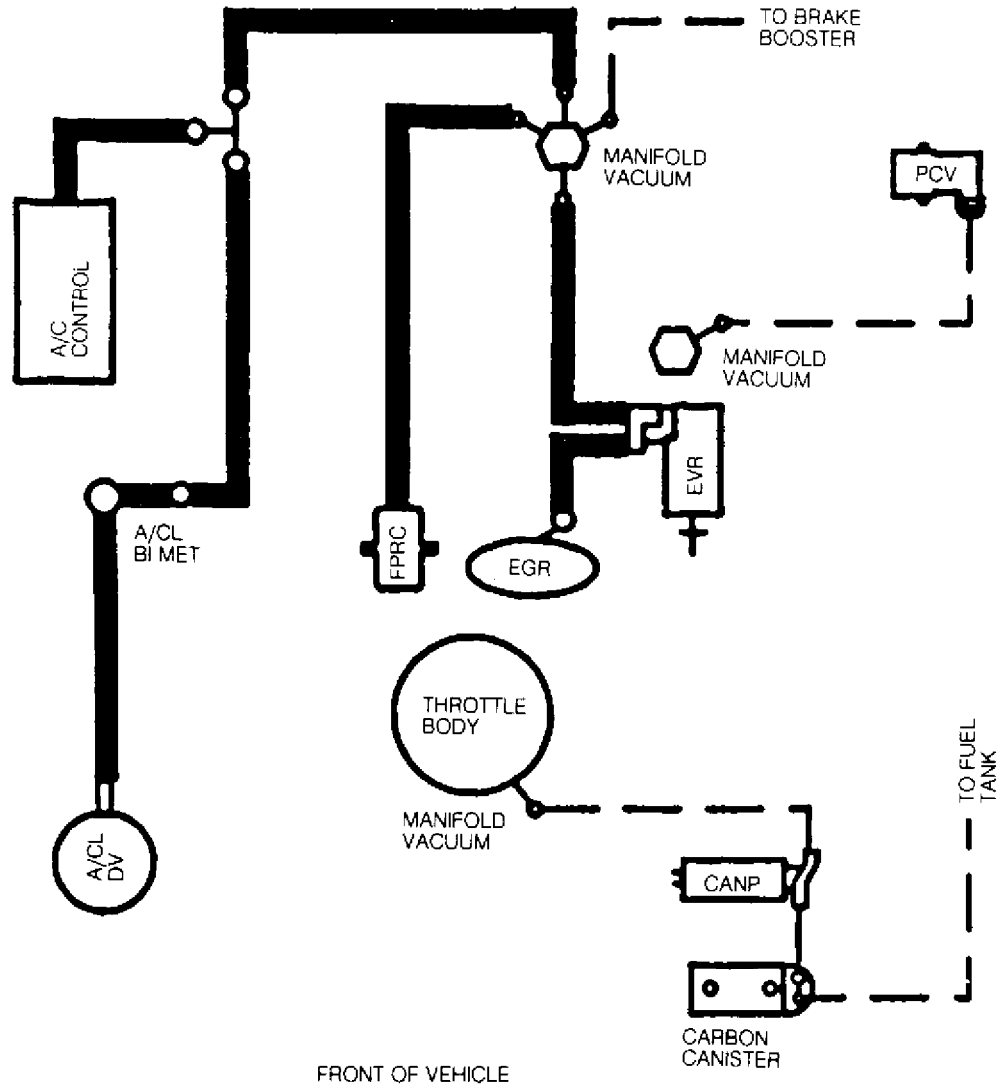 TO BRAKE
BOOSTER
MANIFOLD
VACUUM
PCV
A/C
CONTROL
MANIFOLD
VACUUM
EVR
A/CL
BI MET
FPRC
EGR
THROTTLE
BODY
TO FUEL
TANK
MANIFOLD
VACUUM
A/CL
DV
CANP
CARBON
CANISTER
FRONT OF VEHICLE